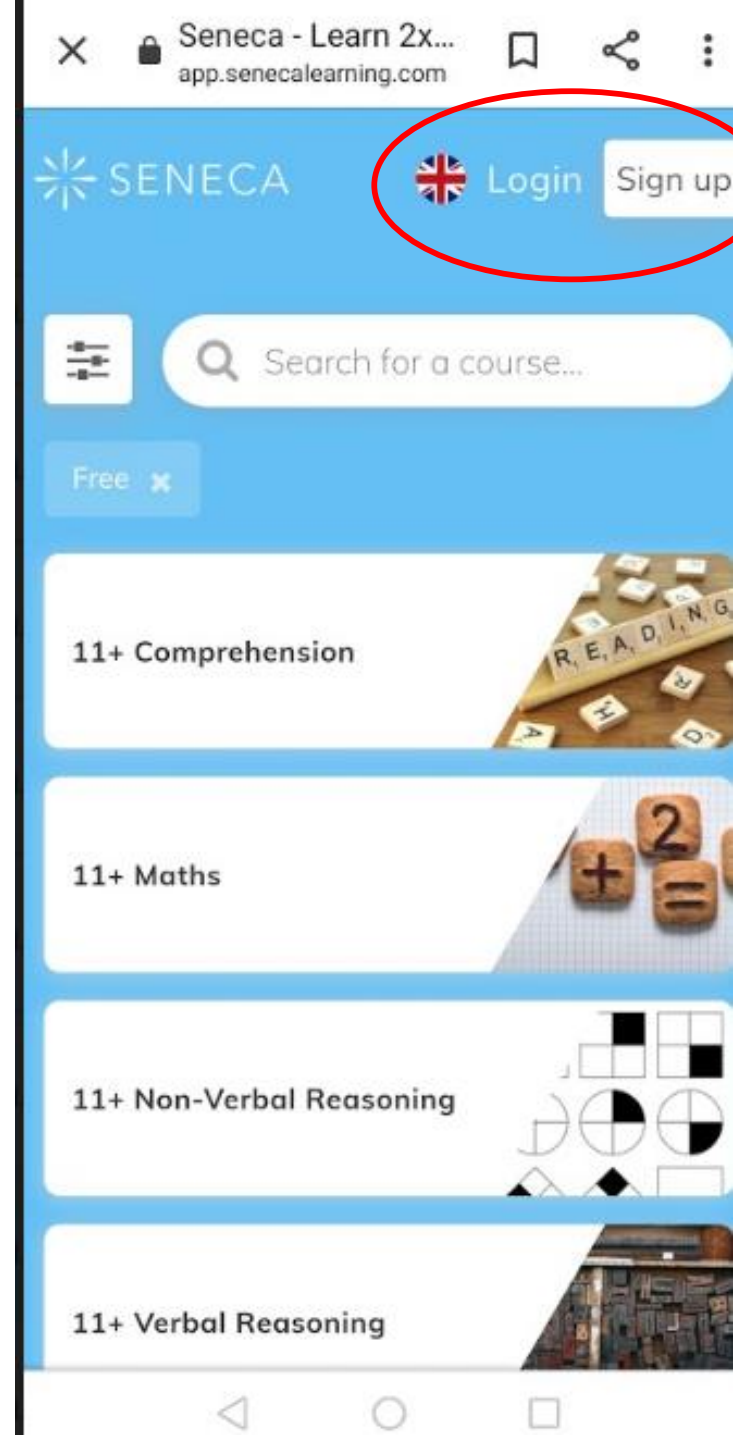 Seneca - Learn 2x...
app.senecalearning.com
SENECA
Login
Sign up
Search for a course...
Free
11+ Comprehension
READING
11+ Maths
+ 2 =
11+ Non-Verbal Reasoning
11+ Verbal Reasoning